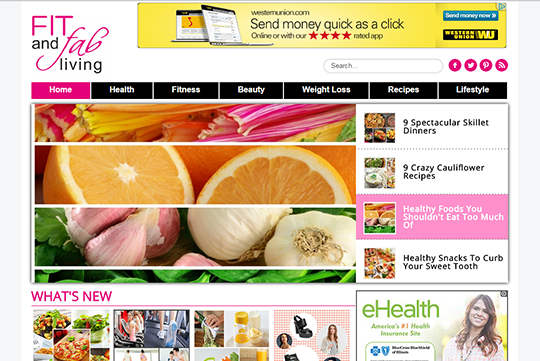 FIT
and fab
living
westernunion.com
Send money quick as a click
Online or with our ★★★★ rated app
Send money now
WESTERN
UNION WU
Search...
Home Health Fitness Beauty Weight Loss Recipes Lifestyle
9 Spectacular Skillet
Dinners
9 Crazy Cauliflower
Recipes
Healthy Foods You
Shouldn't Eat Too Much
Of
Healthy Snacks To Curb
Your Sweet Tooth
WHAT'S NEW
eHealth
America's #1 Health
Insurance Site
BlueCross BlueShield
of Illinois